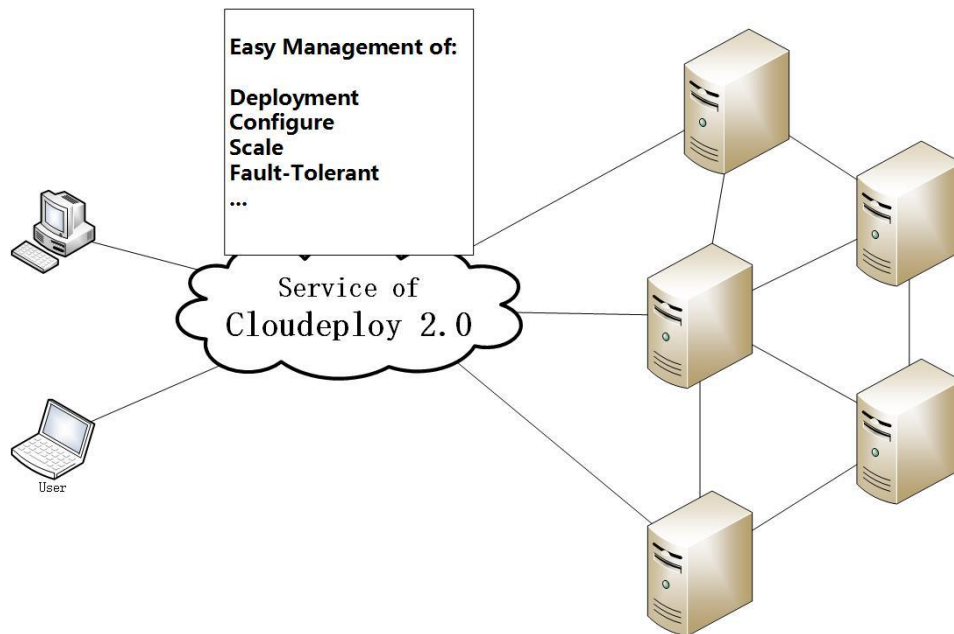 Easy Management of:
Deployment
Configure
Scale
Fault-Tolerant
...
Service of
Cloudeploy 2.0
User